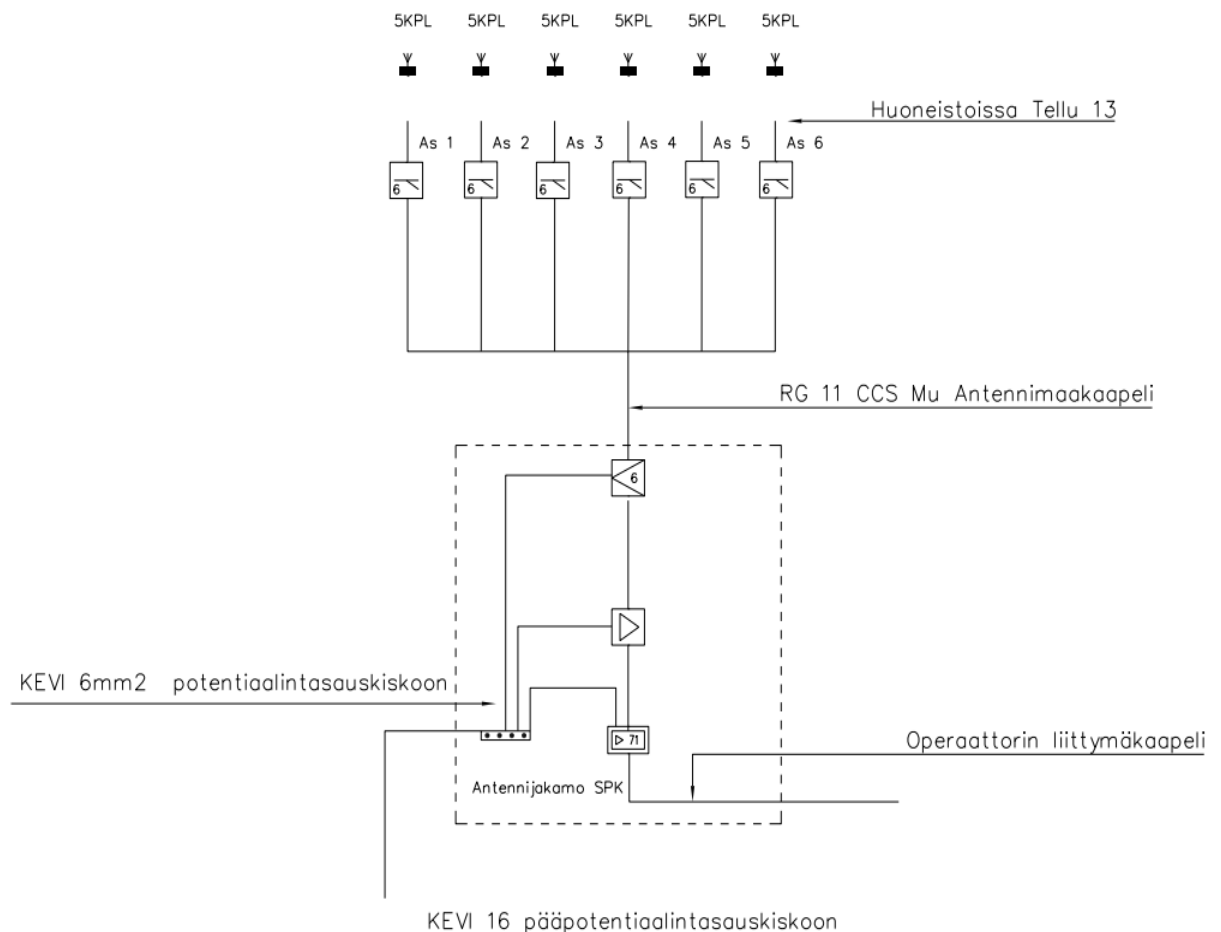 5KPL 5KPL 5KPL 5KPL 5KPL 5KPL
Huoneistoissa Tellu 13
As 1 As 2 As 3 As 4 As 5 As 6
6 6 6 6 6 6
RG 11 CCS Mu Antennimaakaapeli
6
KEVI 6mm2 potentiaalintasauskiskoon
71
Operaattorin liittymäkaapeli
Antennijakamo SPK
KEVI 16 pääpotentiaalintasauskiskoon